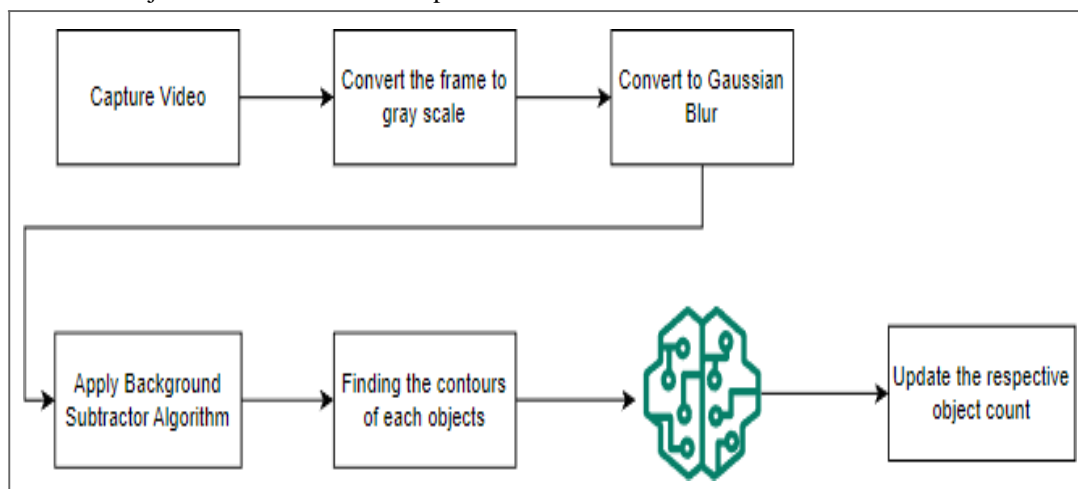 Capture Video
Convert the frame to
gray scale
Convert to Gaussian
Blur
Apply Background
Subtractor Algorithm
Finding the contours
of each objects
Update the respective
object count